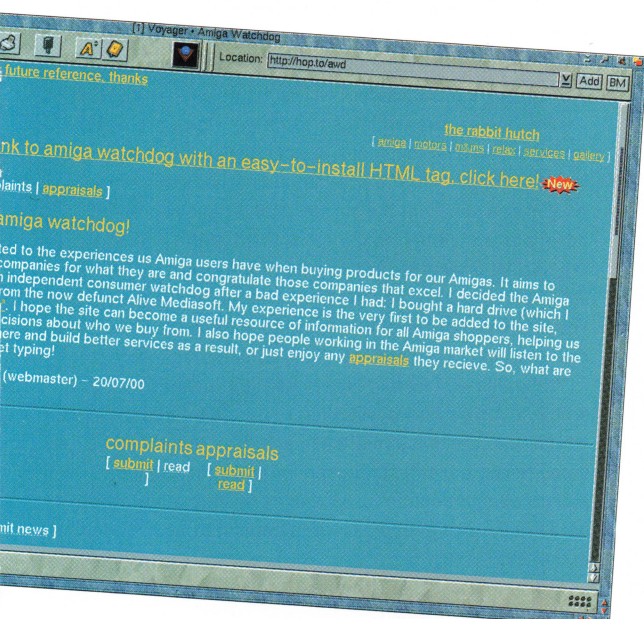 [1] Voyager • Amiga Watchdog
Location: http://hop.to/awd
Add BM
future reference, thanks
the rabbit hutch
[ amiga | motors | mums | relax | services | gallery ]
nk to amiga watchdog with an easy-to-install HTML tag, click here! New
laints | appraisals ]
amiga watchdog!
ted to the experiences us Amiga users have when buying products for our Amigas. It aims to
companies for what they are and congratulate those companies that excel. I decided the Amiga
n independent consumer watchdog after a bad experience I had: I bought a hard drive (which I
rom the now defunct Alive Mediasoft. My experience is the very first to be added to the site,
. I hope the site can become a useful resource of information for all Amiga shoppers, helping us
cisions about who we buy from. I also hope people working in the Amiga market will listen to the
here and build better services as a result, or just enjoy any appraisals they recieve. So, what are
et typing!
(webmaster) - 20/07/00
complaints appraisals
[ submit | read [ submit |
] read ]
mit news ]